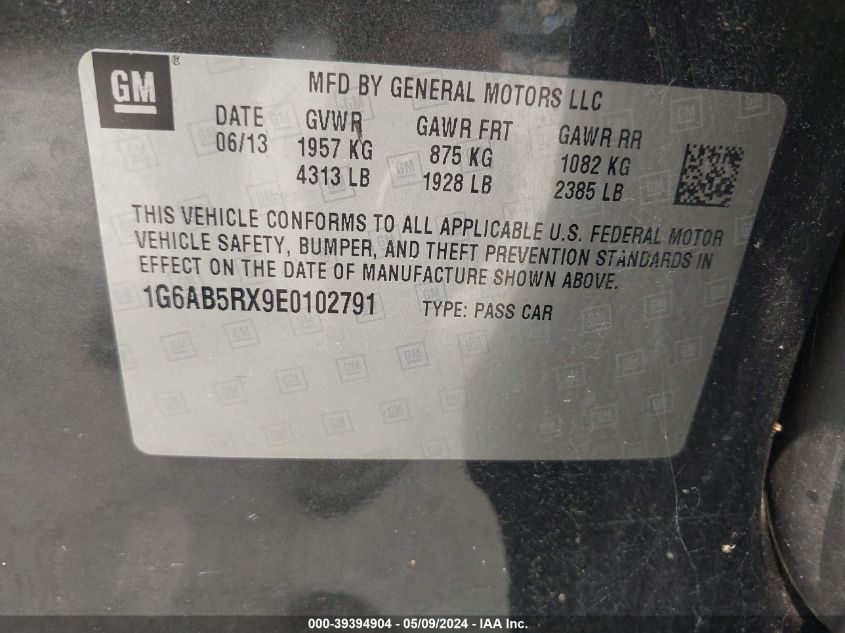 GM
®
MFD BY GENERAL MOTORS LLC
DATE GVWR GAWR FRT GAWR RR
06/13 1957 KG 875 KG 1082 KG
4313 LB 1928 LB 2385 LB
THIS VEHICLE CONFORMS TO ALL APPLICABLE U.S. FEDERAL MOTOR
VEHICLE SAFETY, BUMPER, AND THEFT PREVENTION STANDARDS IN
EFFECT ON THE DATE OF MANUFACTURE SHOWN ABOVE.
1G6AB5RX9E0102791 TYPE: PASS CAR
000-39394904 - 05/09/2024 - IAA Inc.